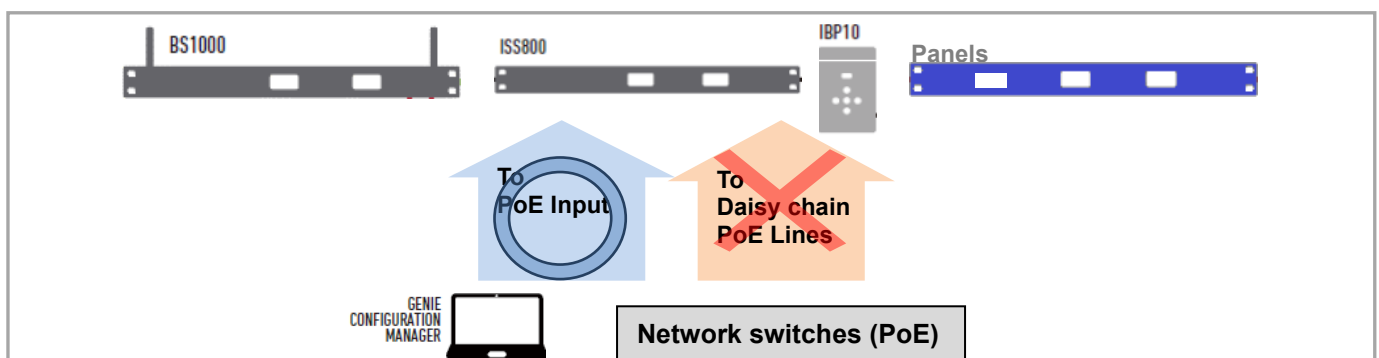 BS1000
ISS800
IBP10
Panels
To
PoE Input
To
Daisy chain
PoE Lines
GENIE
CONFIGURATION
MANAGER
Network switches (PoE)